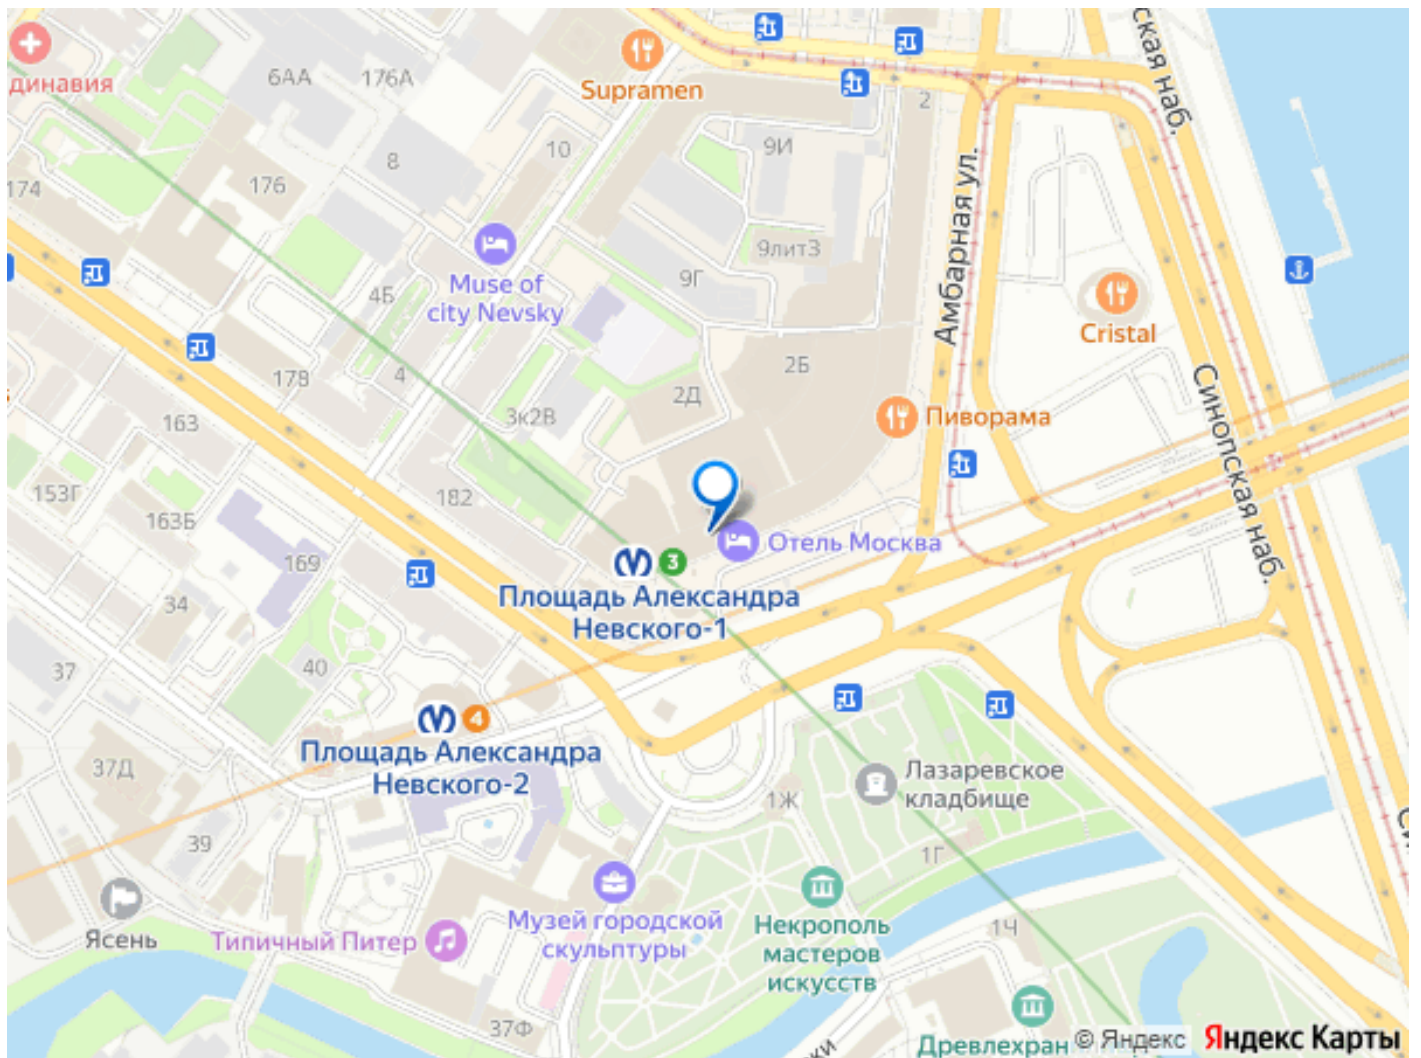 динавия
6АА
176А
Supramen
2
ская наб.
174
176
8
10
9И
Амбарная ул.
Muse of
city Nevsky
4Б
9Г
9лит3
Cristal
178
4
163
3к2В
2Д
2Б
Пиворама
Синопская наб.
153Г
163Б
182
169
34
Отель Москва
3
Площадь Александра
Невского-1
37
40
4
Площадь Александра
Невского-2
37Д
39
1Ж
Лазаревское
кладбище
1Г
Ясень
Типичный Питер
Музей городской
скульптуры
Некрополь
мастеров
искусств
1Ч
37Ф
Древлехран
© Яндекс
Яндекс Карты